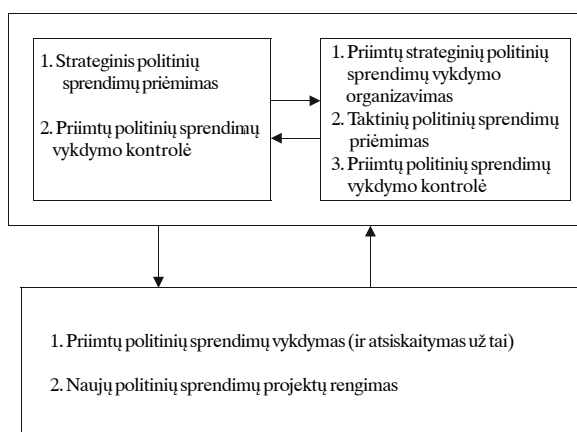 1. Strateginis politinių
sprendimų priėmimas
2. Priimtų politinių sprendimų
vykdymo kontrolė
1. Priimtų strateginių politinių
sprendimų vykdymo
organizavimas
2. Taktinių politinių sprendimų
priėmimas
3. Priimtų politinių sprendimų
vykdymo kontrolė
1. Priimtų politinių sprendimų vykdymas (ir atsiskaitymas už tai)
2. Naujų politinių sprendimų projektų rengimas